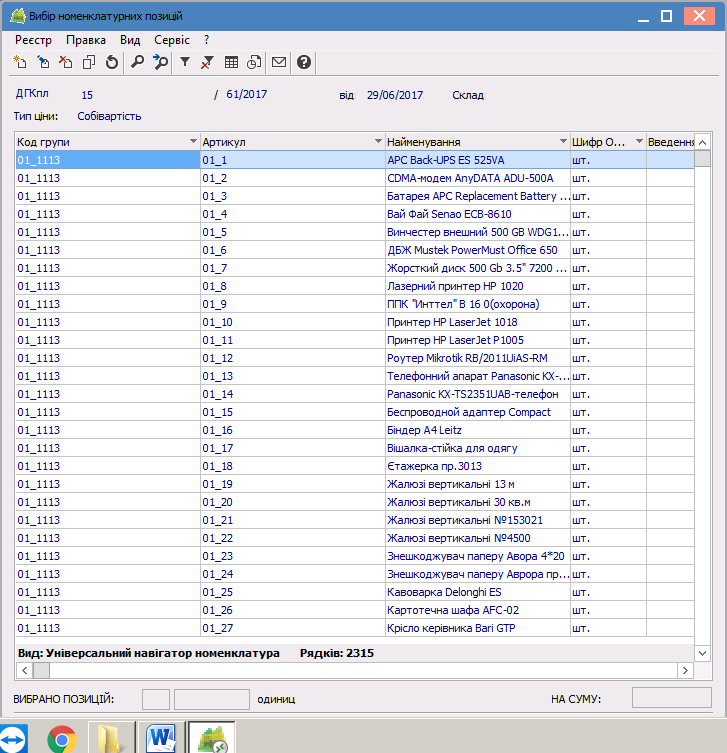 Вибір номенклатурних позицій
Реєстр Правка Вид Сервіс ?
ДГКпл 15 / 61/2017 від: 29/06/2017 Склад:
Тип ціни: Собівартість
Код групи Артикул Найменування Шифр О... Введення
01_1113 01_1 APC Back-UPS ES 525VA шт.
01_1113 01_2 CDMA-модем AnyDATA ADU-500A шт.
01_1113 01_3 Батарея APC Replacement Battery ... шт.
01_1113 01_4 Вай Фай Senao ECB-8610 шт.
01_1113 01_5 Винчестер внешний 500 GB WDG1... шт.
01_1113 01_6 ДБЖ Mustek PowerMust Office 650 шт.
01_1113 01_7 Жорсткий диск 500 Gb 3.5" 7200 ... шт.
01_1113 01_8 Лазерний принтер HP 1020 шт.
01_1113 01_9 ППК "Инттел" В 16 0(охорона) шт.
01_1113 01_10 Принтер HP LaserJet 1018 шт.
01_1113 01_11 Принтер HP LaserJet P1005 шт.
01_1113 01_12 Роутер Mikrotik RB/2011UiAS-RM шт.
01_1113 01_13 Телефонний апарат Panasonic KX-... шт.
01_1113 01_14 Panasonic KX-TS2351UAB-телефон шт.
01_1113 01_15 Беспроводной адаптер Compact шт.
01_1113 01_16 Біндер A4 Leitz шт.
01_1113 01_17 Вішалка-стійка для одягу шт.
01_1113 01_18 Єтажерка пр.3013 шт.
01_1113 01_19 Жалюзі вертикальні 13 м шт.
01_1113 01_20 Жалюзі вертикальні 30 кв.м шт.
01_1113 01_21 Жалюзі вертикальні №153021 шт.
01_1113 01_22 Жалюзі вертикальні №4500 шт.
01_1113 01_23 Знешкоджувач паперу Авора 4*20 шт.
01_1113 01_24 Знешкоджувач паперу Аврора пр... шт.
01_1113 01_25 Кавоварка Delonghi ES шт.
01_1113 01_26 Картотечна шафа AFC-02 шт.
01_1113 01_27 Крісло керівника Bari GTP шт.
Вид: Універсальний навігатор номенклатура Рядків: 2315
ВИБРАНО ПОЗИЦІЙ: одиниц НА СУМУ: